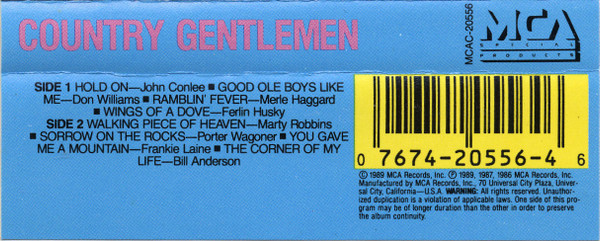 COUNTRY GENTLEMEN
MCAC-20556
MCA
SPECIAL
PRODUCTS
SIDE 1 HOLD ON—John Conlee ■ GOOD OLE BOYS LIKE
ME—Don Williams ■ RAMBLIN' FEVER—Merle Haggard
■ WINGS OF A DOVE—Ferlin Husky
SIDE 2 WALKING PIECE OF HEAVEN—Marty Robbins
■ SORROW ON THE ROCKS—Porter Wagoner ■ YOU GAVE
ME A MOUNTAIN—Frankie Laine ■ THE CORNER OF MY
LIFE—Bill Anderson
0 7674-20556-4 6
© 1989 MCA Records, Inc. ℗ 1989, 1987, 1986 MCA Records, Inc.
Manufactured by MCA Records, Inc., 70 Universal City Plaza, Univer-
sal City, California—U.S.A. WARNING: All rights reserved. Unauthor-
ized duplication is a violation of applicable laws. One side of this pro-
gram may be of longer duration than the other in order to preserve
the album continuity.